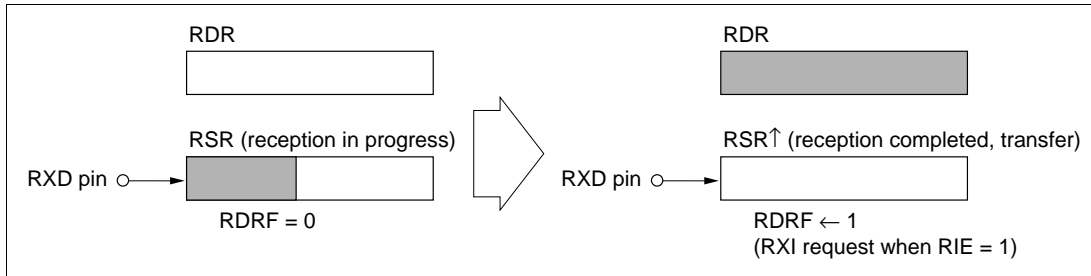 RDR
RSR (reception in progress)
RXD pin
RDRF = 0
RDR
RSR↑ (reception completed, transfer)
RXD pin
RDRF ← 1
(RXI request when RIE = 1)